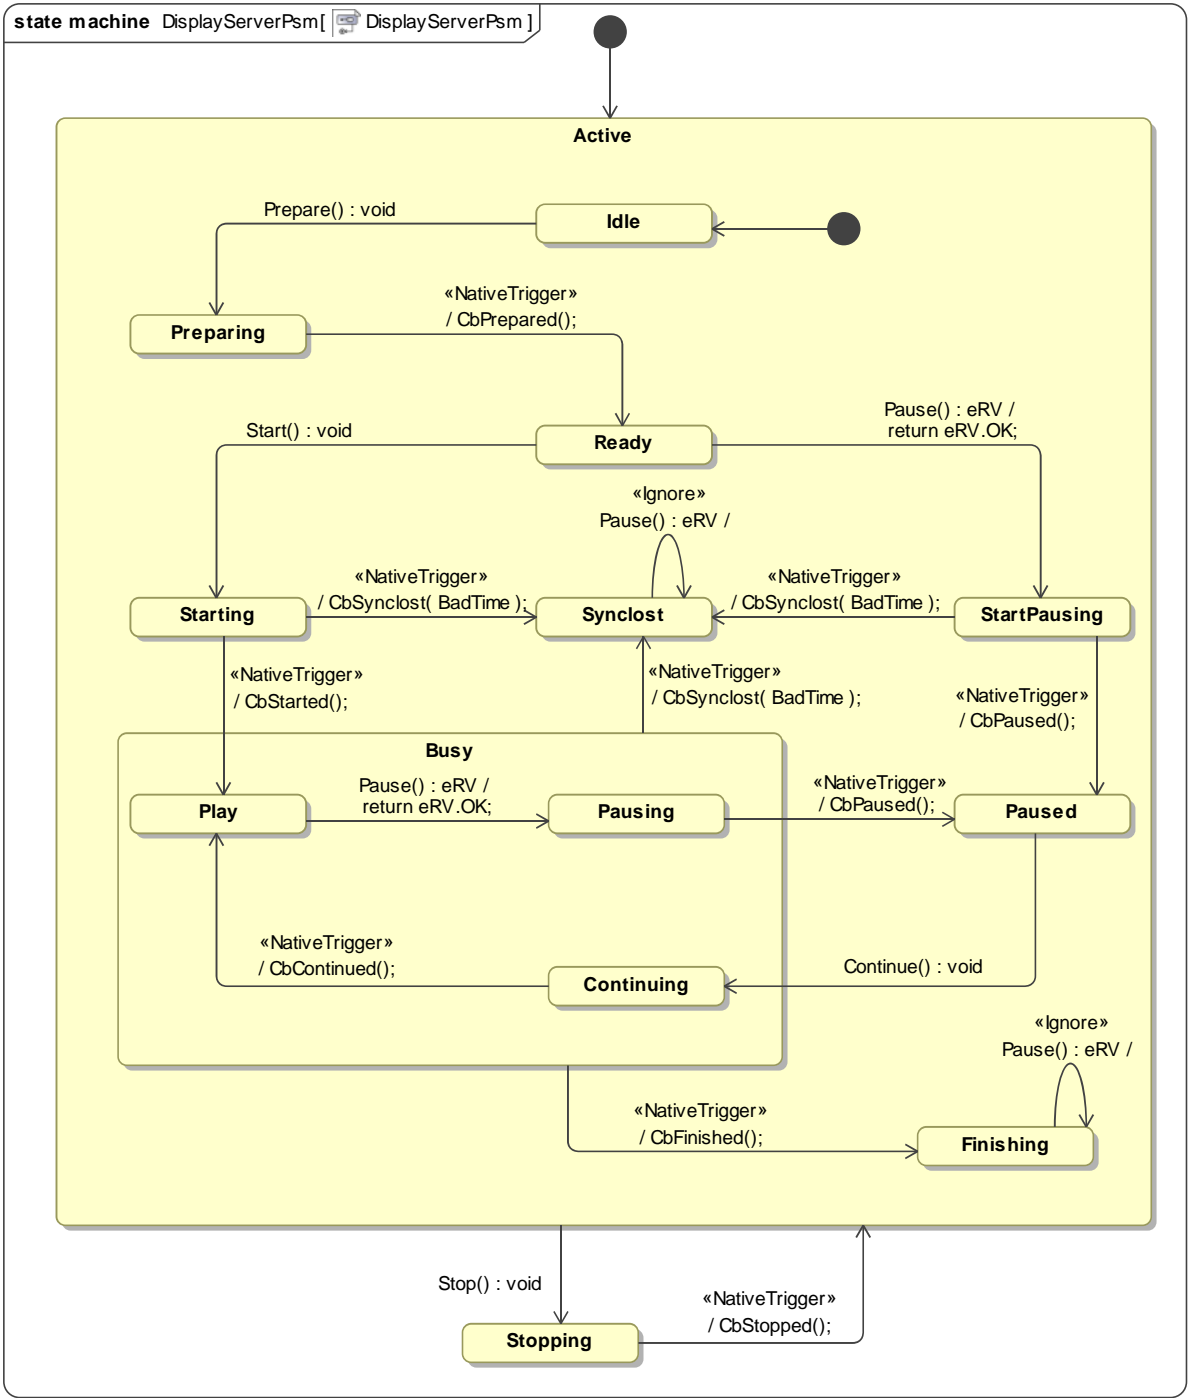 state machine DisplayServerPsm[ DisplayServerPsm ]
Active
Prepare() : void
Idle
«NativeTrigger»
/ CbPrepared();
Preparing
Pause() : eRV /
return eRV.OK;
Start() : void
Ready
«Ignore»
Pause() : eRV /
«NativeTrigger»
/ CbSynclost( BadTime );
«NativeTrigger»
/ CbSynclost( BadTime );
Starting
Synclost
StartPausing
«NativeTrigger»
/ CbStarted();
«NativeTrigger»
/ CbSynclost( BadTime );
«NativeTrigger»
/ CbPaused();
Busy
Pause() : eRV /
return eRV.OK;
«NativeTrigger»
/ CbPaused();
Play
Pausing
Paused
«NativeTrigger»
/ CbContinued();
Continue() : void
Continuing
«Ignore»
Pause() : eRV /
«NativeTrigger»
/ CbFinished();
Finishing
Stop() : void
«NativeTrigger»
/ CbStopped();
Stopping